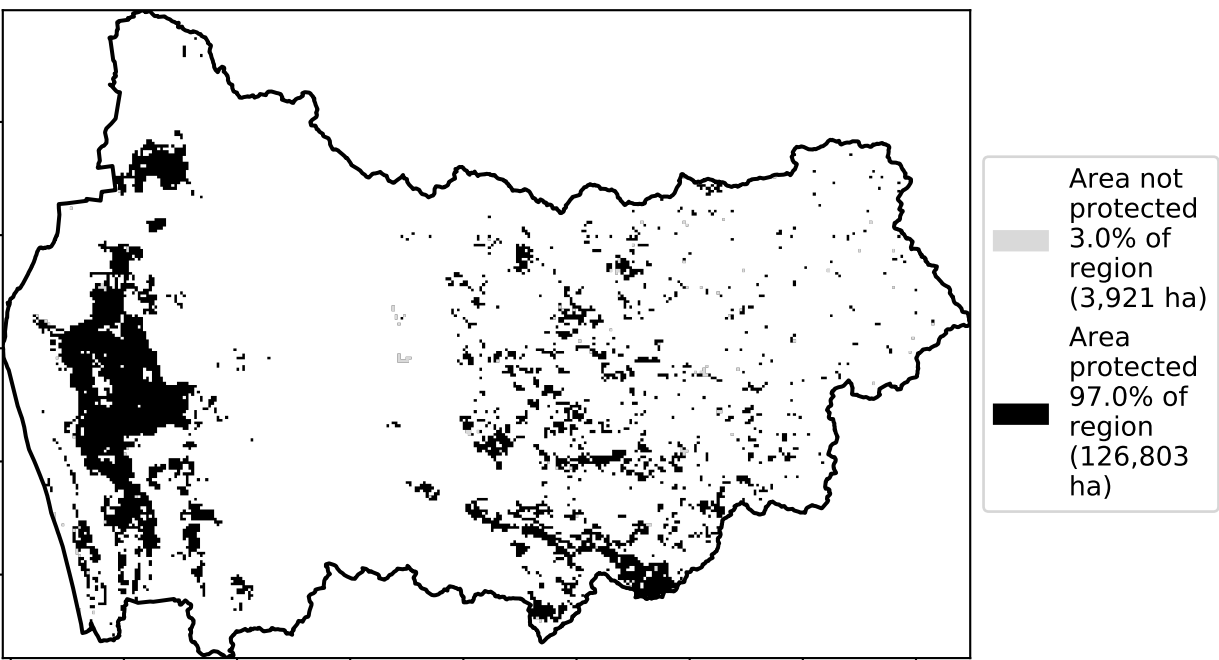 Area not
protected
3.0% of
region
(3,921 ha)
Area
protected
97.0% of
region
(126,803
ha)